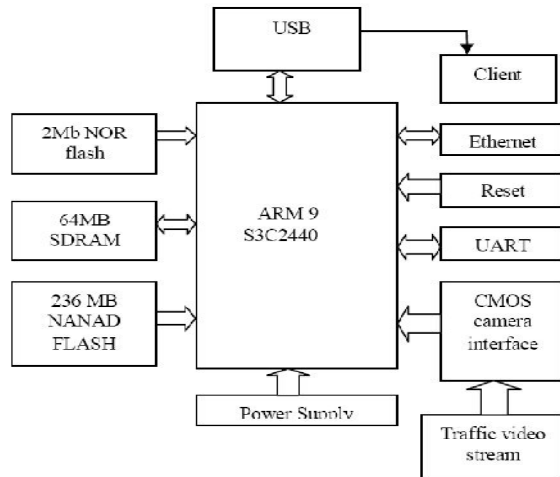 USB
Client
2Mb NOR
flash
Ethernet
Reset
64MB
SDRAM
ARM 9
S3C2440
UART
236 MB
NANAD
FLASH
CMOS
camera
interface
Power Supply
Traffic video
stream